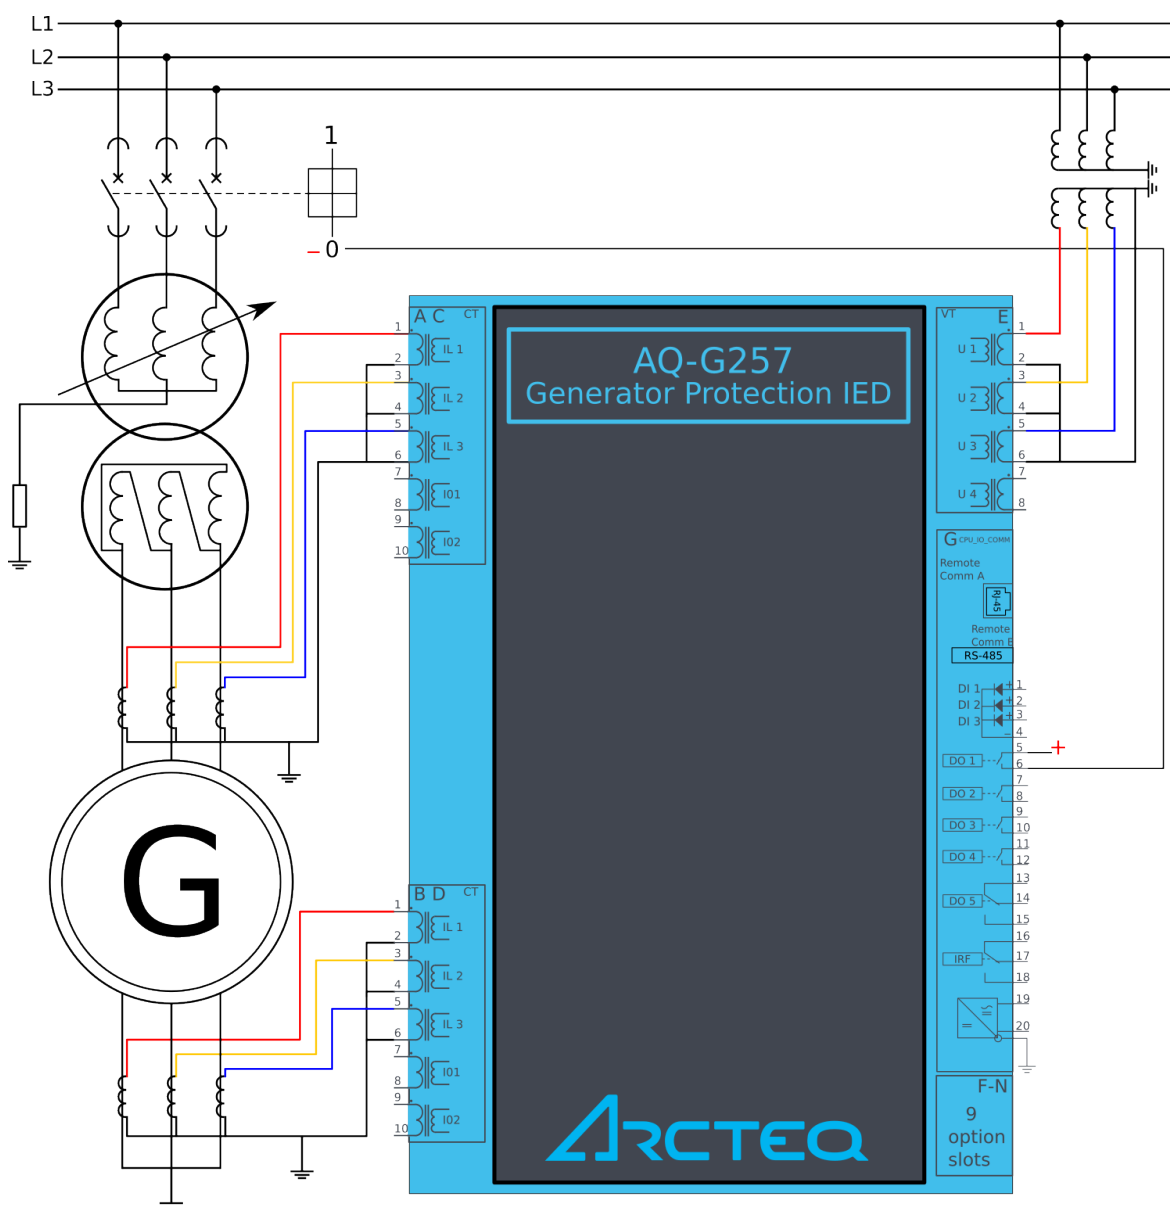 L1
L2
L3
1
− 0
A C CT
1
2
3
4
5
6
7
8
9
10
IL 1
IL 2
IL 3
I01
I02
AQ-G257
Generator Protection IED
VT E
U 1
U 2
U 3
U 4
1
2
3
4
5
6
7
8
G CPU_IO_COMM
Remote
Comm A
RJ-45
Remote
Comm B
RS-485
DI 1 + 1
DI 2 + 2
DI 3 + 3
− 4
5 +
DO 1 6
7
DO 2 8
9
DO 3 10
11
DO 4 12
13
DO 5 14
15
16
IRF 17
18
19
20
G
B D CT
1
2
3
4
5
6
7
8
9
10
IL 1
IL 2
IL 3
I01
I02
F-N
9
option
slots
ARCTEQ